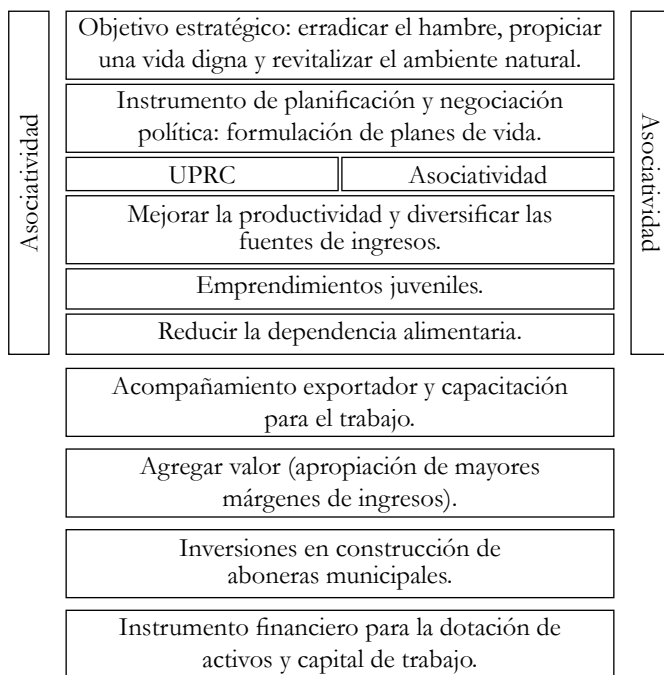 Objetivo estratégico: erradicar el hambre, propiciar
una vida digna y revitalizar el ambiente natural.
Asociatividad
Instrumento de planificación y negociación
política: formulación de planes de vida.
Asociatividad
UPRC
Asociatividad
Mejorar la productividad y diversificar las
fuentes de ingresos.
Emprendimientos juveniles.
Reducir la dependencia alimentaria.
Acompañamiento exportador y capacitación
para el trabajo.
Agregar valor (apropiación de mayores
márgenes de ingresos).
Inversiones en construcción de
aboneras municipales.
Instrumento financiero para la dotación de
activos y capital de trabajo.